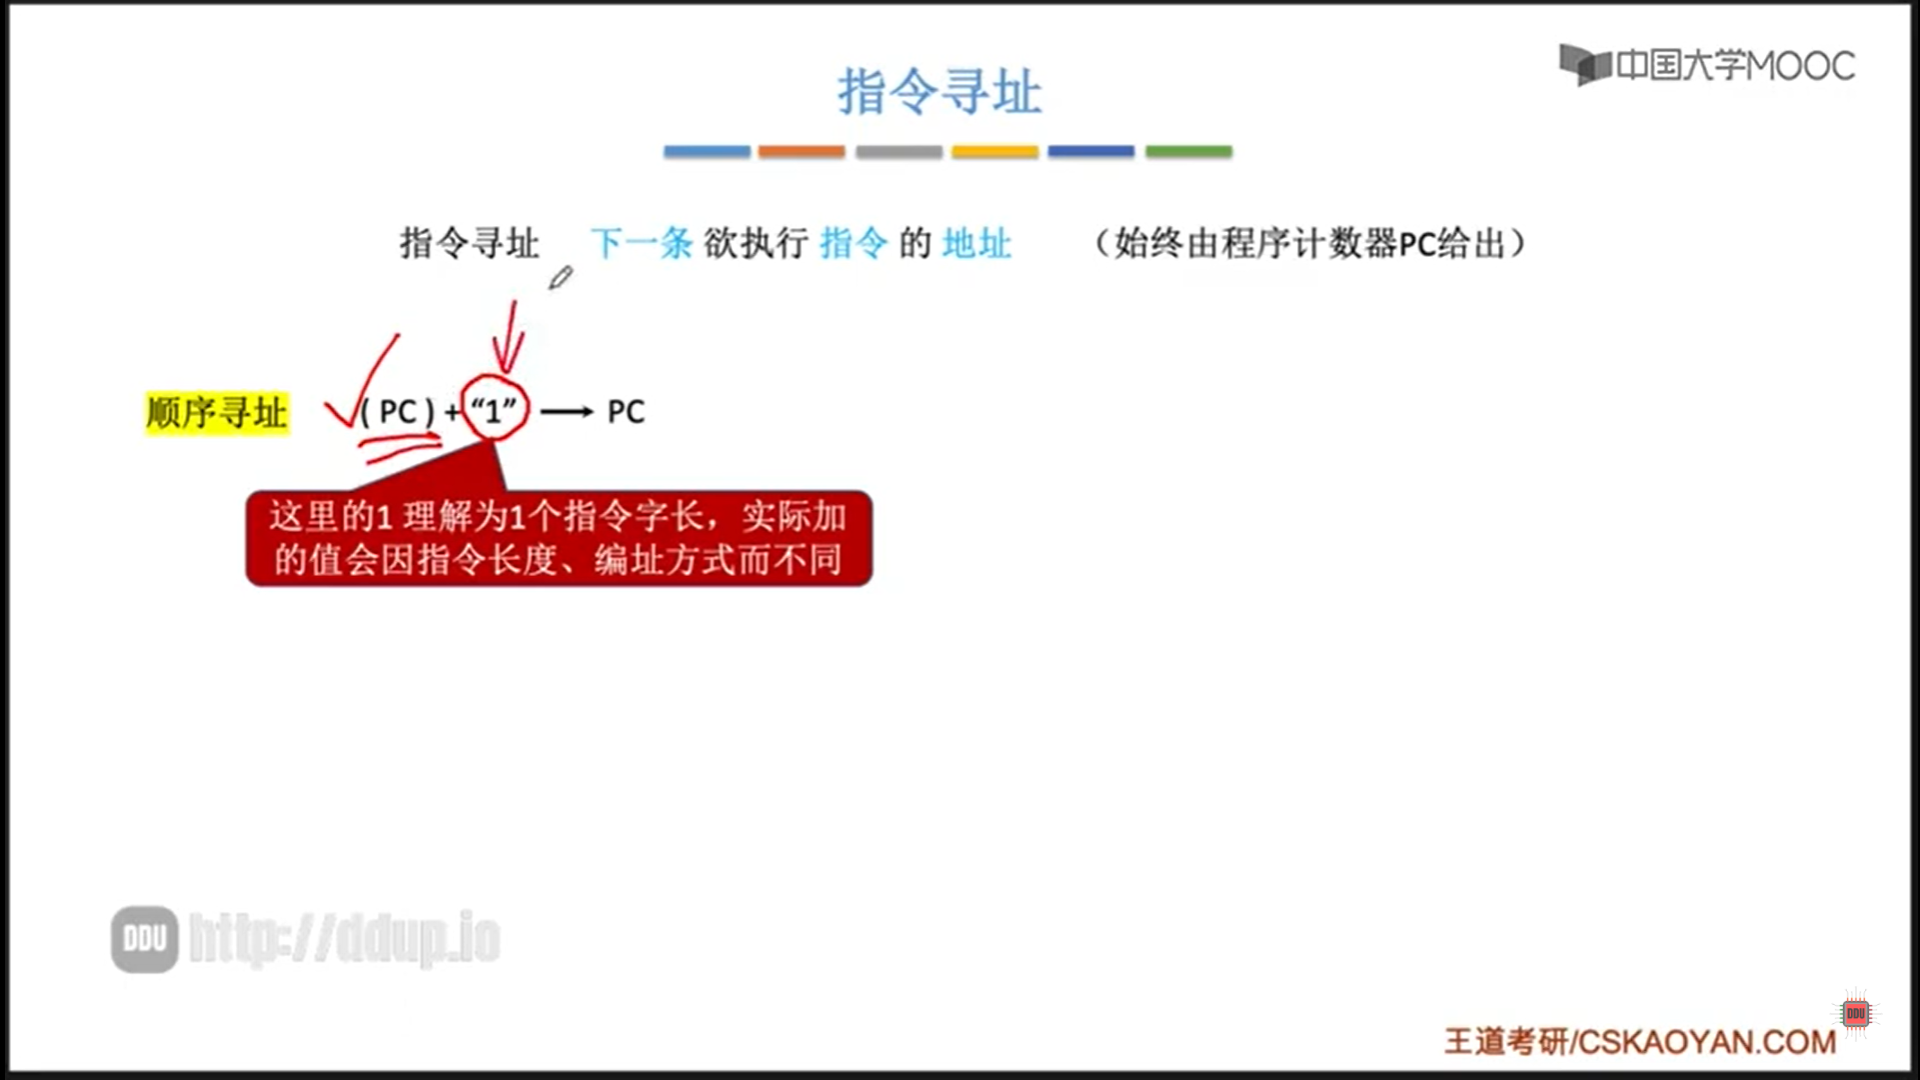 中国大学MOOC
指令寻址
指令寻址 下一条 欲执行 指令 的 地址 （始终由程序计数器PC给出）
顺序寻址 ( PC ) + “1” → PC
这里的1 理解为1个指令字长，实际加
的值会因指令长度、编址方式而不同
DDU http://ddup.io
DDU
王道考研/CSKAOYAN.COM